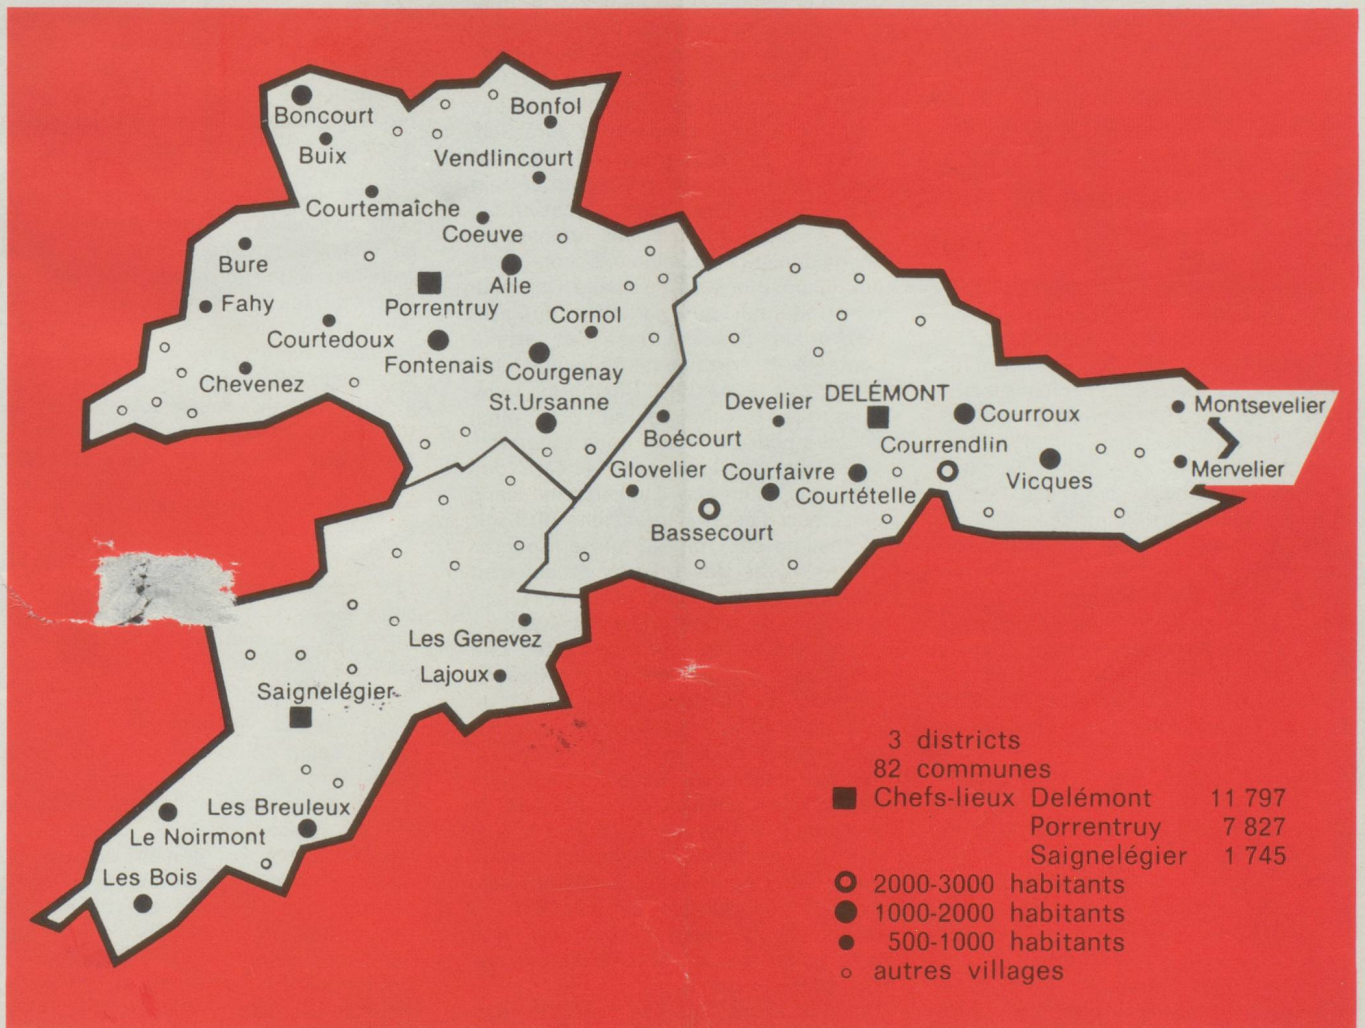 Boncourt
Bonfol
Buix
Vendlincourt
Courtemaîche
Coeuve
Bure
Alle
Fahy
Porrentruy
Cornol
Courtedoux
Fontenais
Courgenay
Chevenez
St.Ursanne
Develier
DELÉMONT
Courroux
Montsevelier
Boécourt
Courrendlin
Glovelier
Courfaivre
Mervelier
Vicques
Courtételle
Bassecourt
Les Genevez
Lajoux
Saignelégier
Les Breuleux
Le Noirmont
Les Bois
3 districts
82 communes
Chefs-lieux Delémont 11 797
Porrentruy 7 827
Saignelégier 1 745
2000-3000 habitants
1000-2000 habitants
500-1000 habitants
autres villages